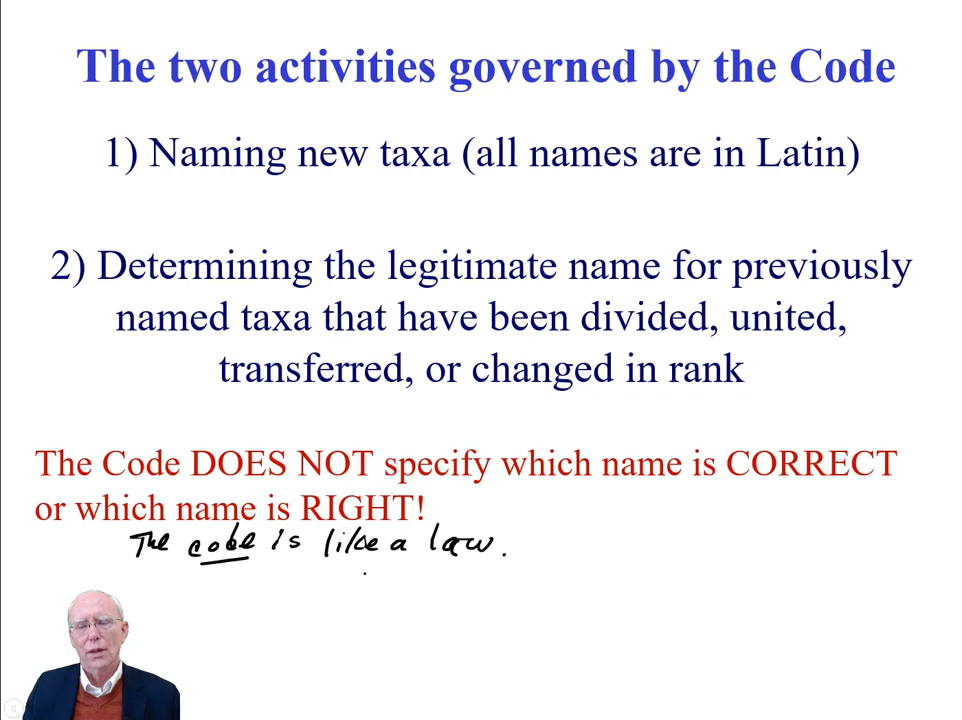 The two activities governed by the Code
1) Naming new taxa (all names are in Latin)
2) Determining the legitimate name for previously
named taxa that have been divided, united,
transferred, or changed in rank
The Code DOES NOT specify which name is CORRECT
or which name is RIGHT!
The code is like a law.